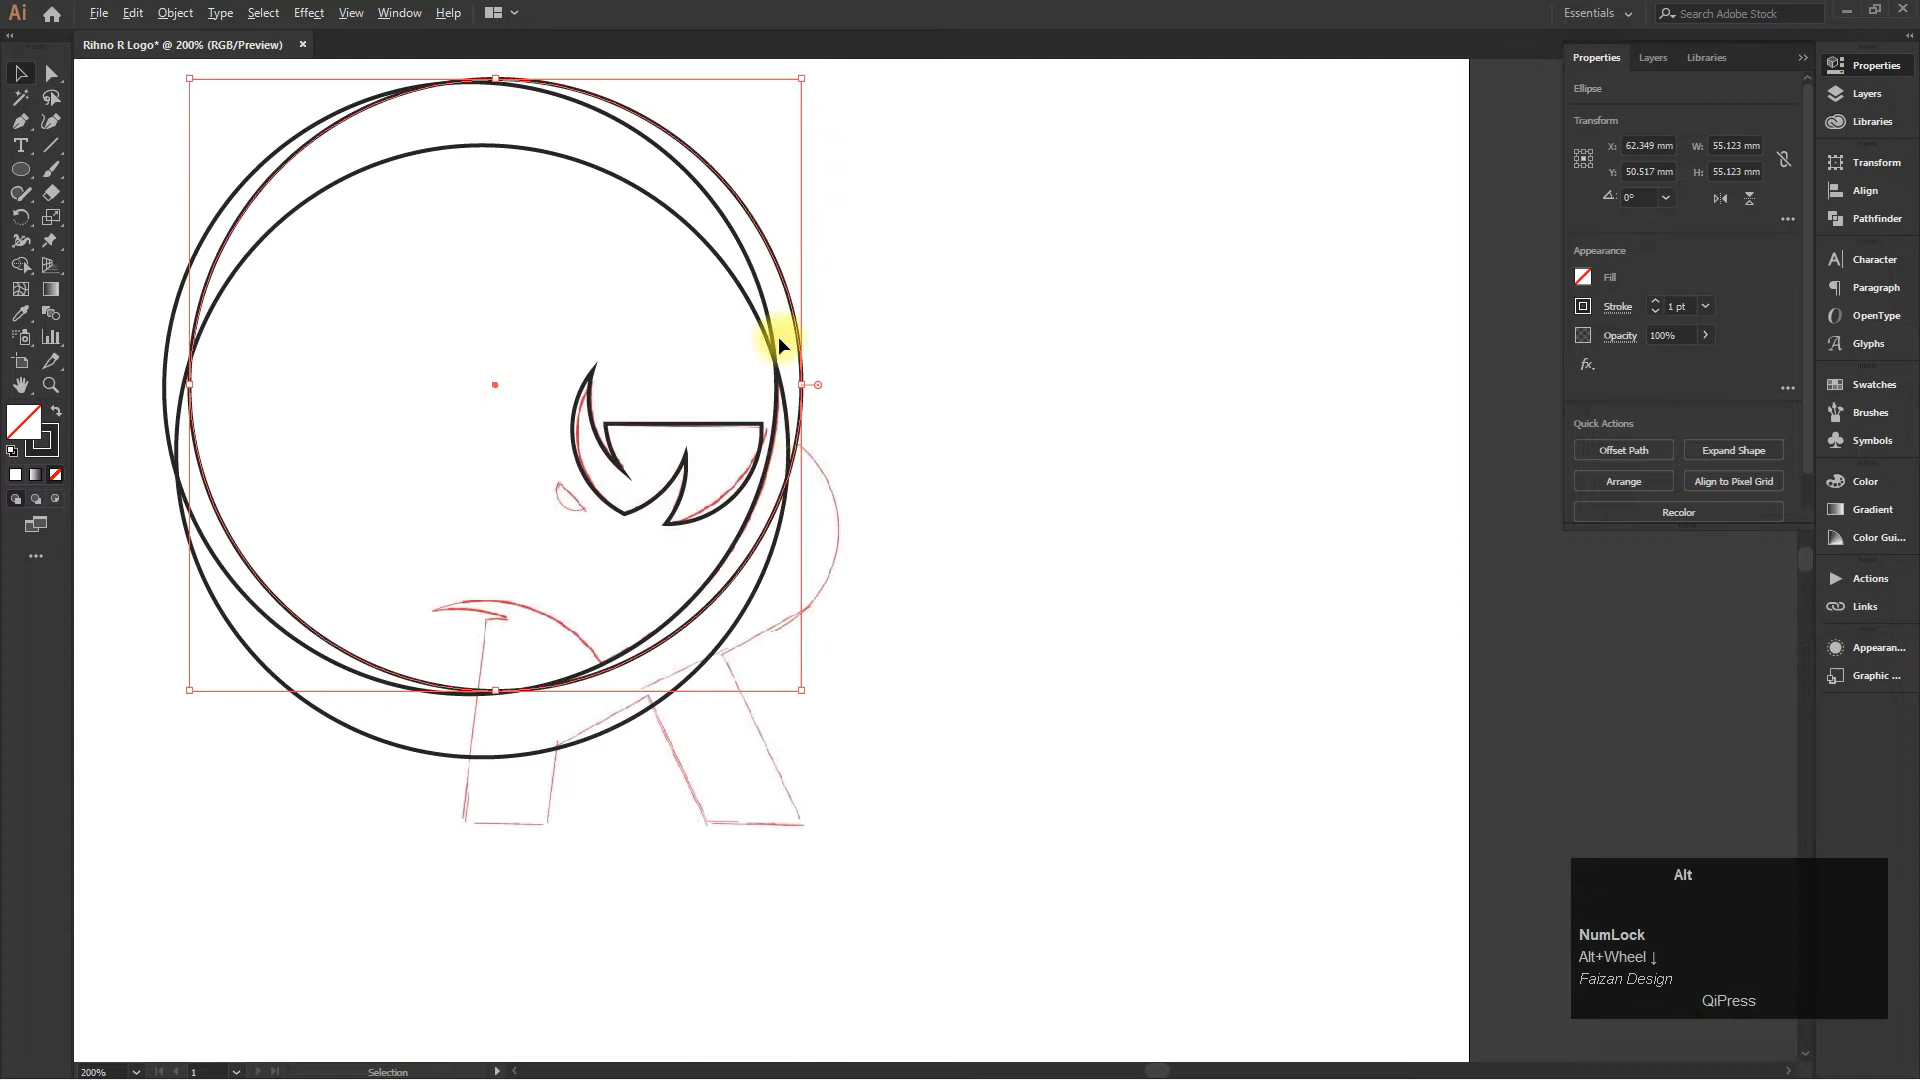 Ai File Edit Object Type Select Effect View Window Help Essentials Search Adobe Stock
Rihno R Logo* @ 200% (RGB/Preview) ×
Properties Layers Libraries
Ellipse
Transform
X: 62.349 mm W: 55.123 mm
Y: 50.517 mm H: 55.123 mm
0°
Appearance
Fill
Stroke 1 pt
Opacity 100%
fx.
Quick Actions
Offset Path Expand Shape
Arrange Align to Pixel Grid
Recolor
Properties
Layers
Libraries
Transform
Align
Pathfinder
Character
Paragraph
OpenType
Glyphs
Swatches
Brushes
Symbols
Color
Gradient
Color Gui...
Actions
Links
Appearan...
Graphic ...
Alt
NumLock
Alt+Wheel ↓
Faizan Design
QiPress
200% 1 Selection